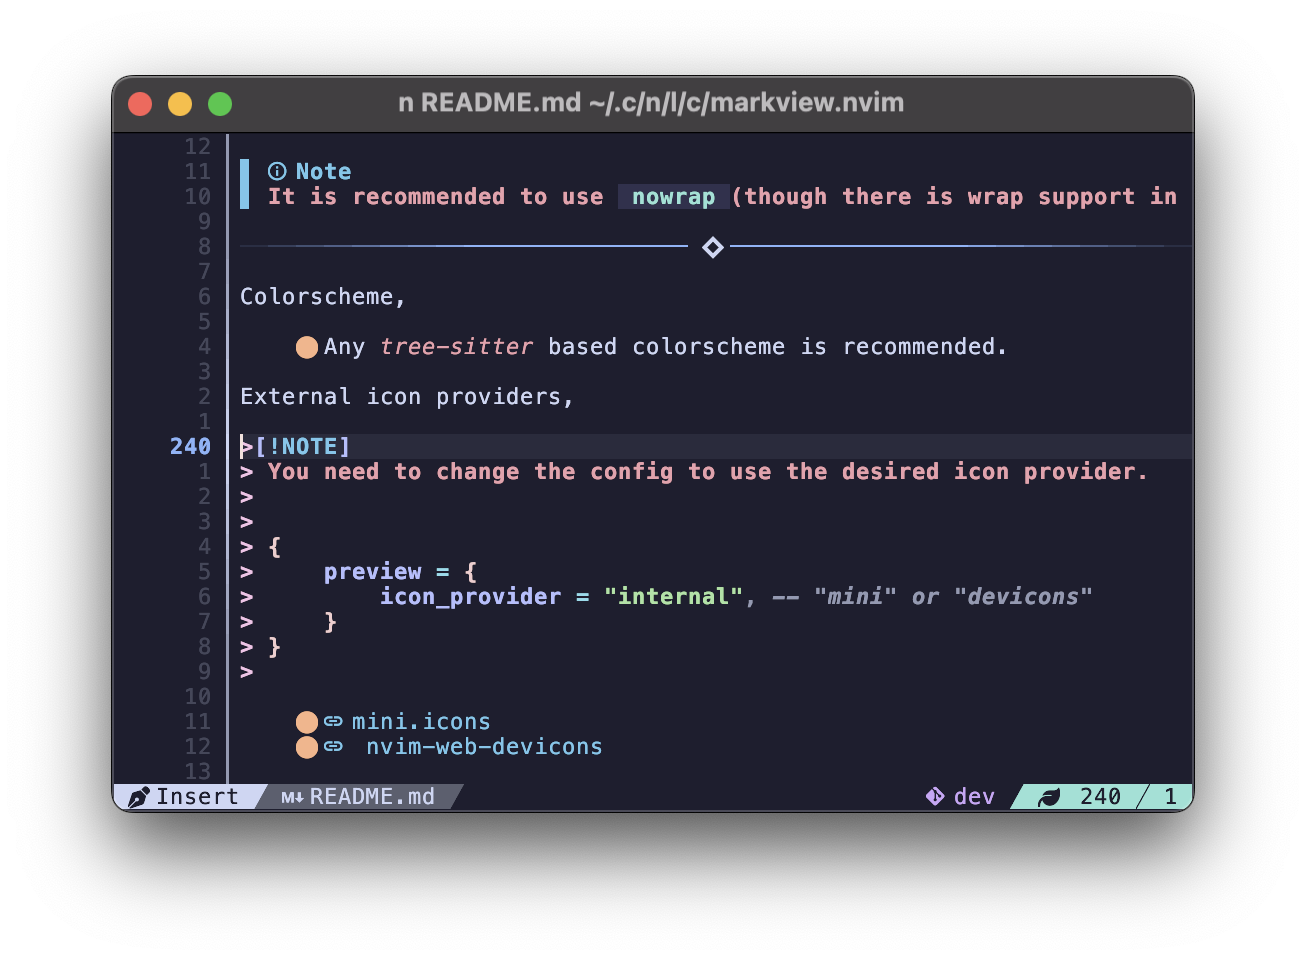 n README.md ~/.c/n/l/c/markview.nvim
12
11 Note
10 It is recommended to use nowrap (though there is wrap support in
9
8
7
6 Colorscheme,
5
4 Any tree-sitter based colorscheme is recommended.
3
2 External icon providers,
1
240 >[!NOTE]
1 > You need to change the config to use the desired icon provider.
2 >
3 >
4 > {
5 >     preview = {
6 >         icon_provider = "internal", -- "mini" or "devicons"
7 >     }
8 > }
9 >
10
11 mini.icons
12 nvim-web-devicons
13
Insert README.md dev 240 / 1